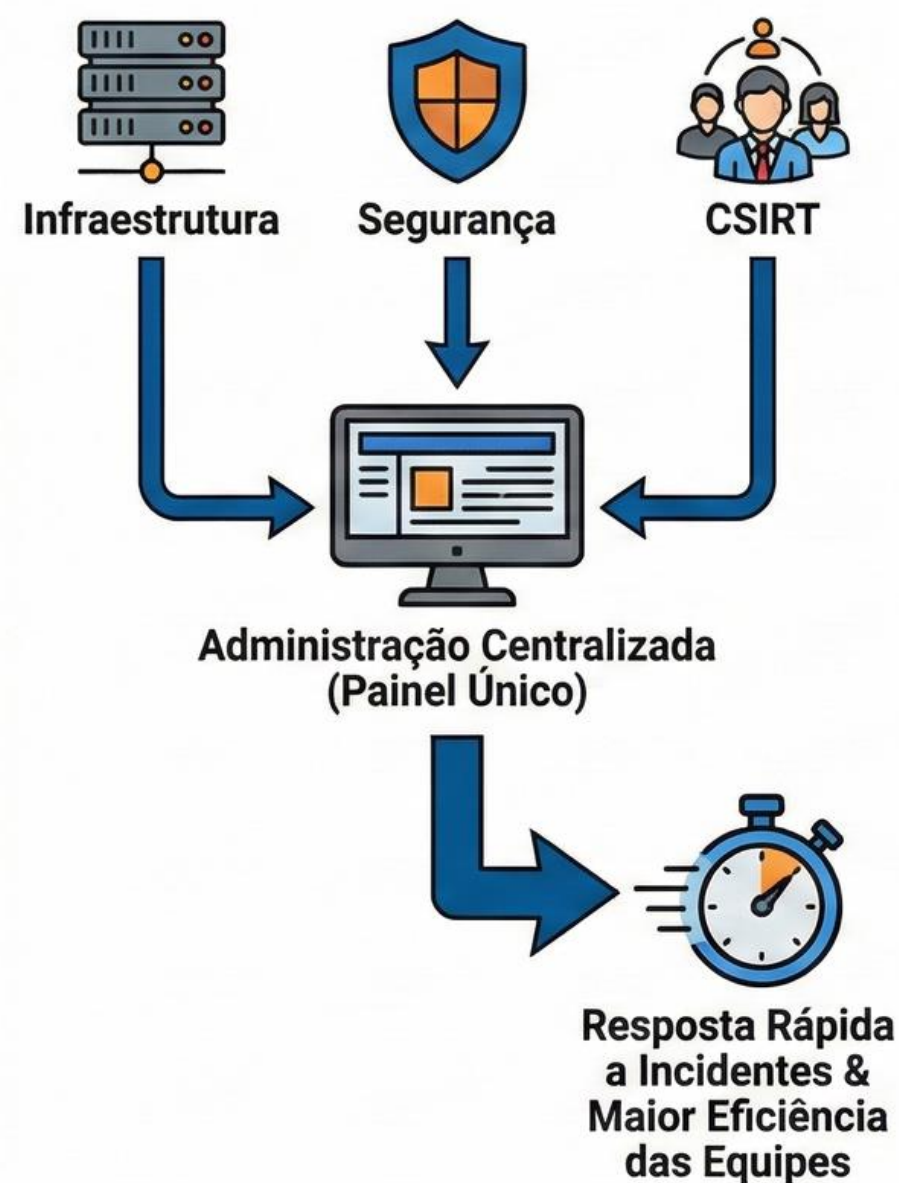 Infraestrutura
Segurança
CSIRT
Administração Centralizada
(Painel Único)
Resposta Rápida
a Incidentes &
Maior Eficiência
das Equipes